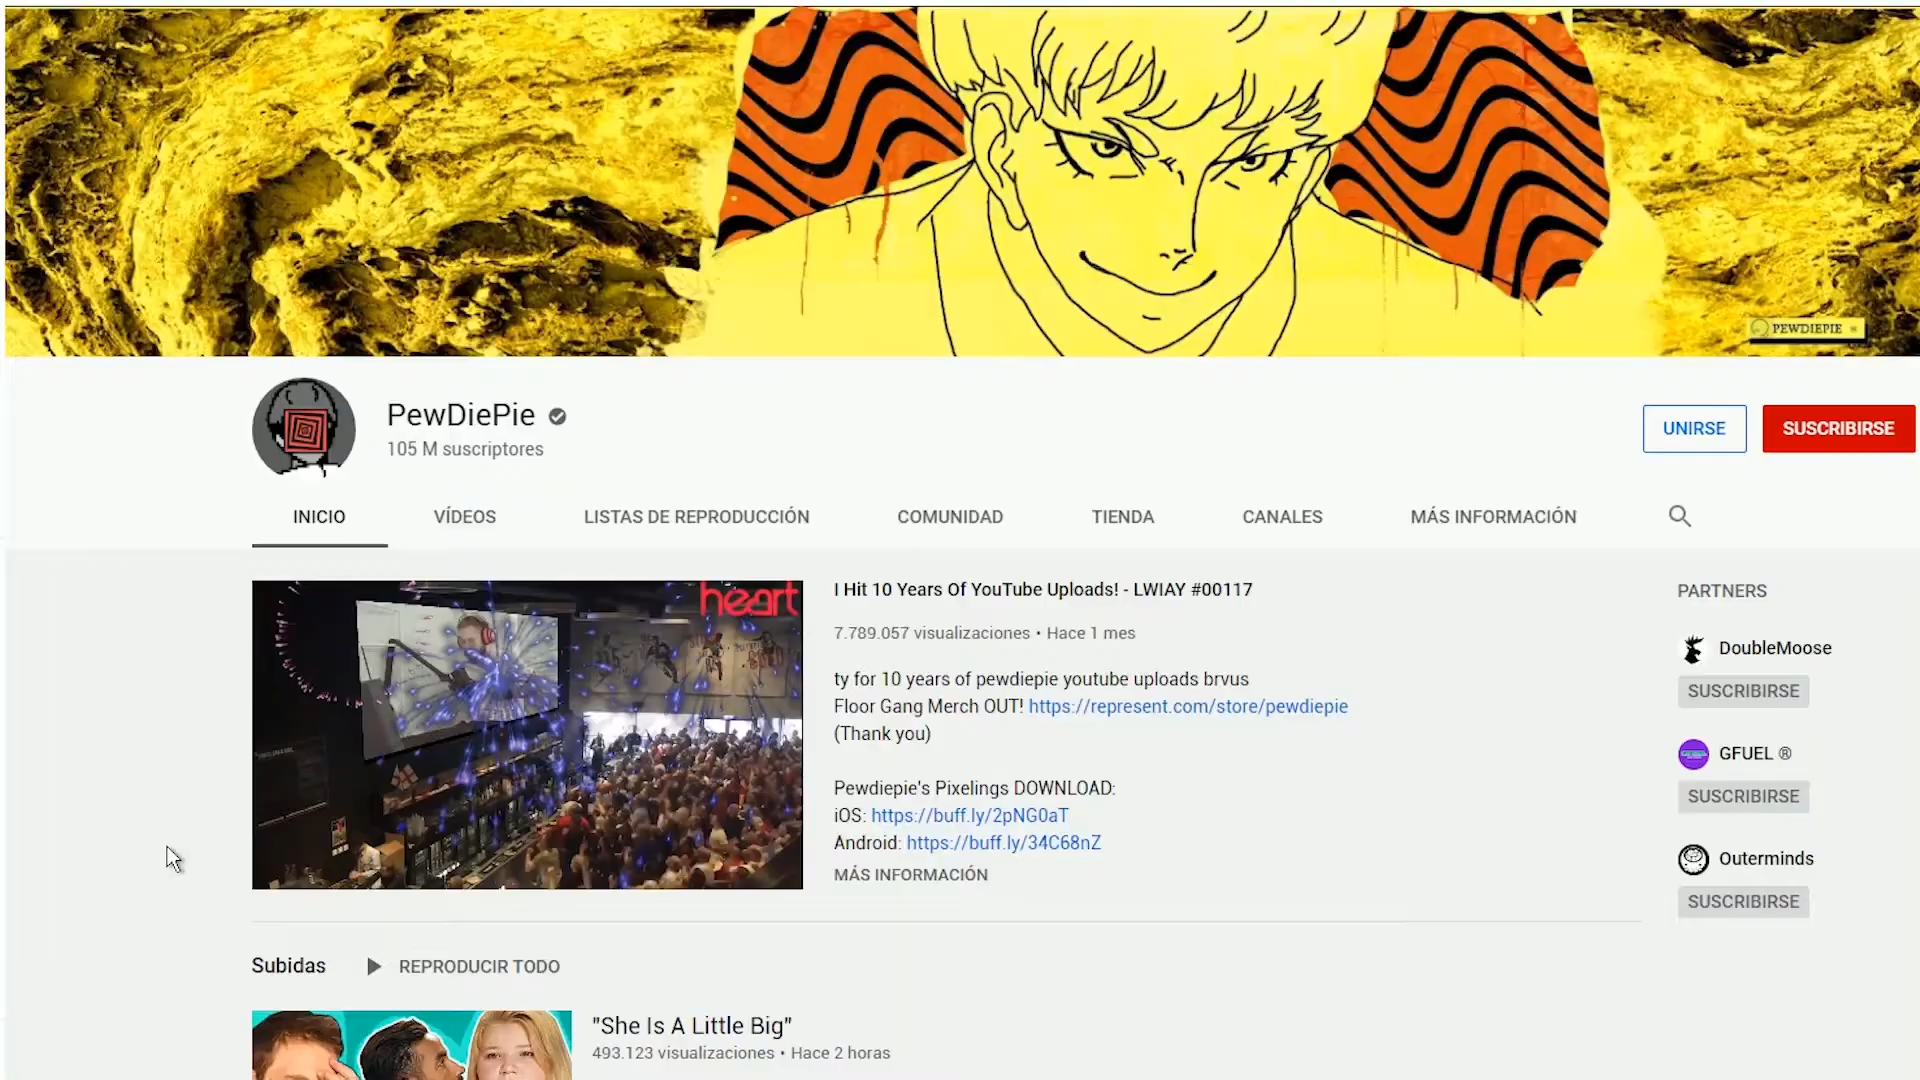 PEWDIEPIE
PewDiePie
105 M suscriptores
UNIRSE
SUSCRIBIRSE
INICIO
VÍDEOS
LISTAS DE REPRODUCCIÓN
COMUNIDAD
TIENDA
CANALES
MÁS INFORMACIÓN
heart
I Hit 10 Years Of YouTube Uploads! - LWIAY #00117
7.789.057 visualizaciones • Hace 1 mes
ty for 10 years of pewdiepie youtube uploads brvus
Floor Gang Merch OUT! https://represent.com/store/pewdiepie
(Thank you)
Pewdiepie's Pixelings DOWNLOAD:
iOS: https://buff.ly/2pNG0aT
Android: https://buff.ly/34C68nZ
MÁS INFORMACIÓN
PARTNERS
DoubleMoose
SUSCRIBIRSE
GFUEL ®
SUSCRIBIRSE
Outerminds
SUSCRIBIRSE
Subidas
REPRODUCIR TODO
"She Is A Little Big"
493.123 visualizaciones • Hace 2 horas